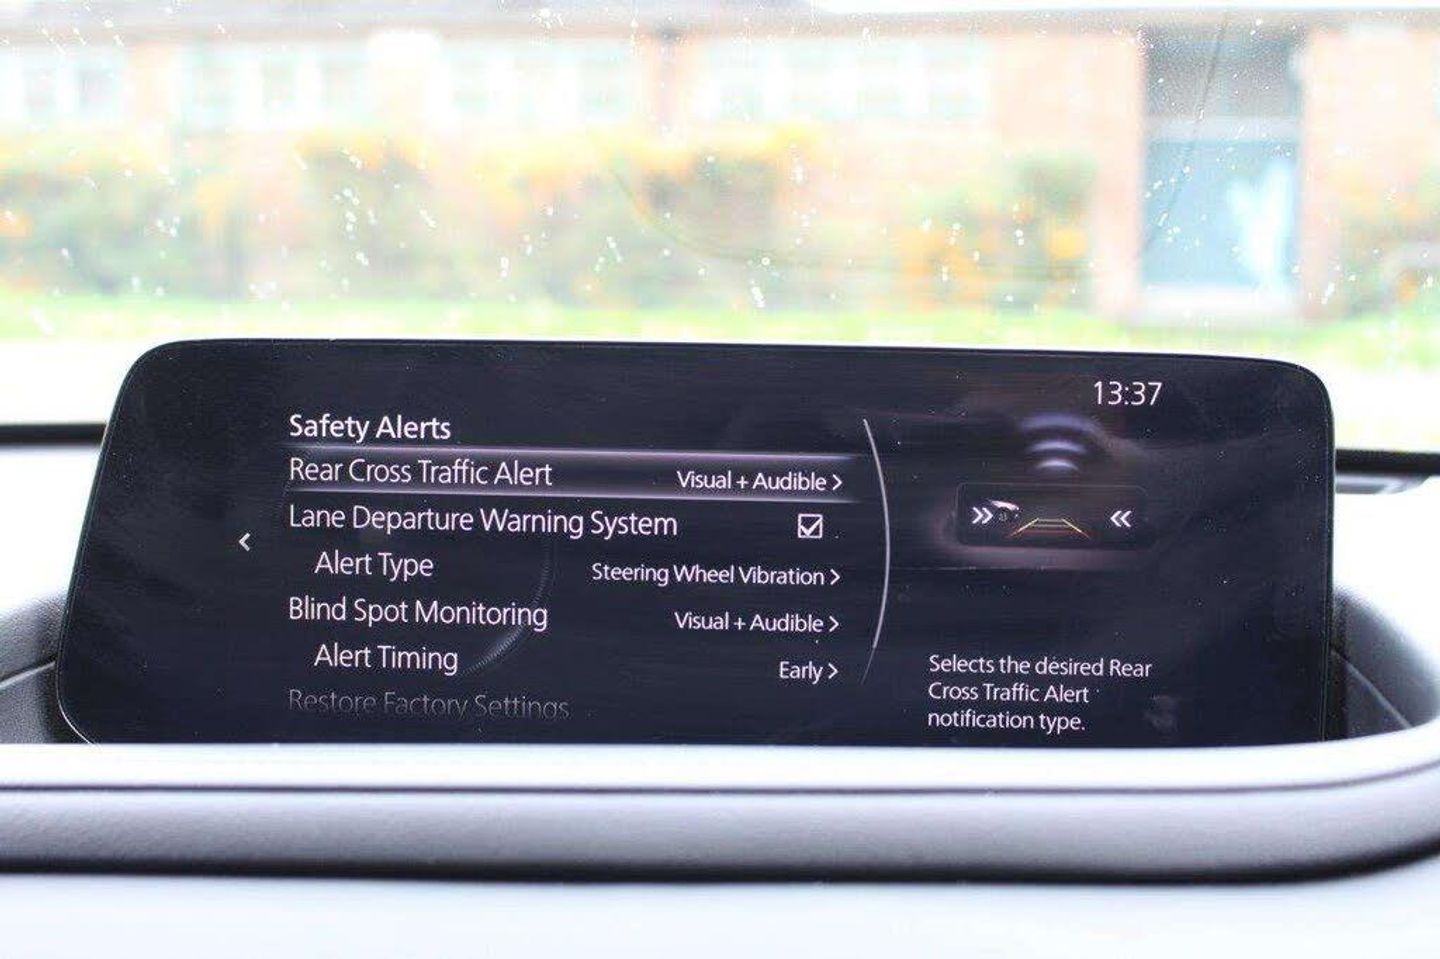 13:37
Safety Alerts
Rear Cross Traffic Alert Visual + Audible >
Lane Departure Warning System
Alert Type Steering Wheel Vibration >
Blind Spot Monitoring Visual + Audible >
Alert Timing Early >
Restore Factory Settings
Selects the desired Rear
Cross Traffic Alert
notification type.